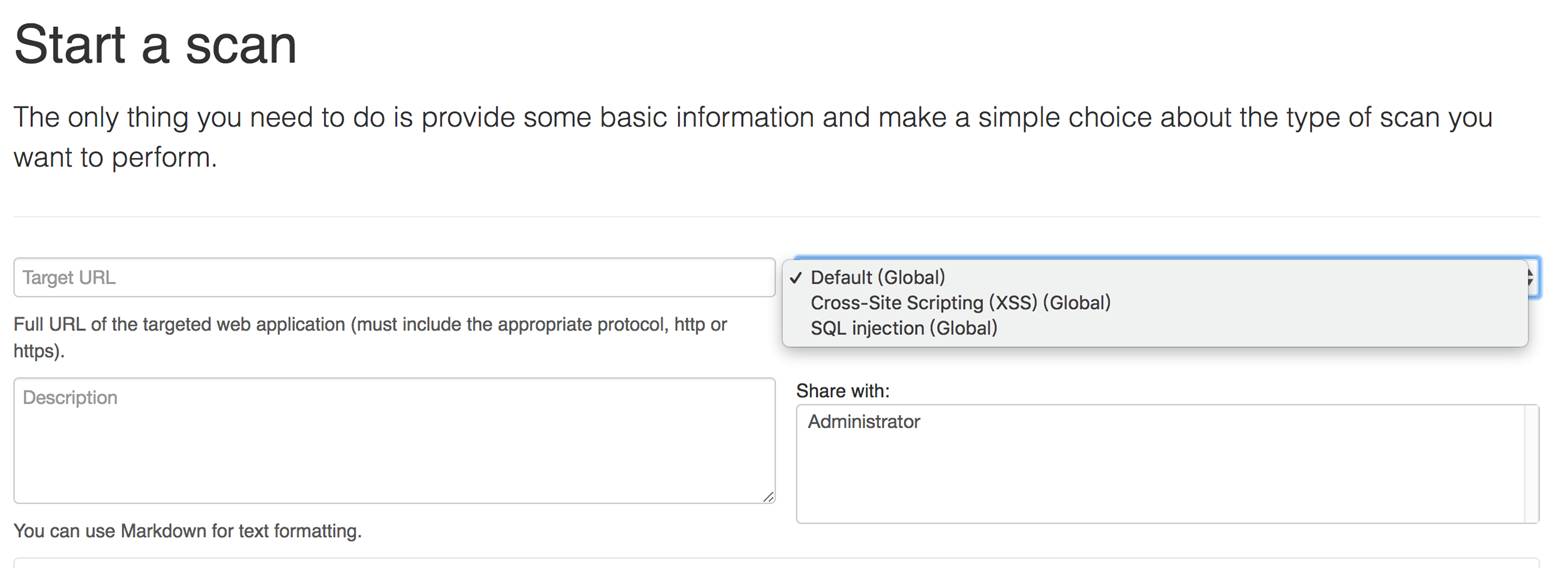 Start a scan
The only thing you need to do is provide some basic information and make a simple choice about the type of scan you
want to perform.
Target URL
✓ Default (Global)
Cross-Site Scripting (XSS) (Global)
SQL injection (Global)
Full URL of the targeted web application (must include the appropriate protocol, http or
https).
Description
Share with:
Administrator
You can use Markdown for text formatting.